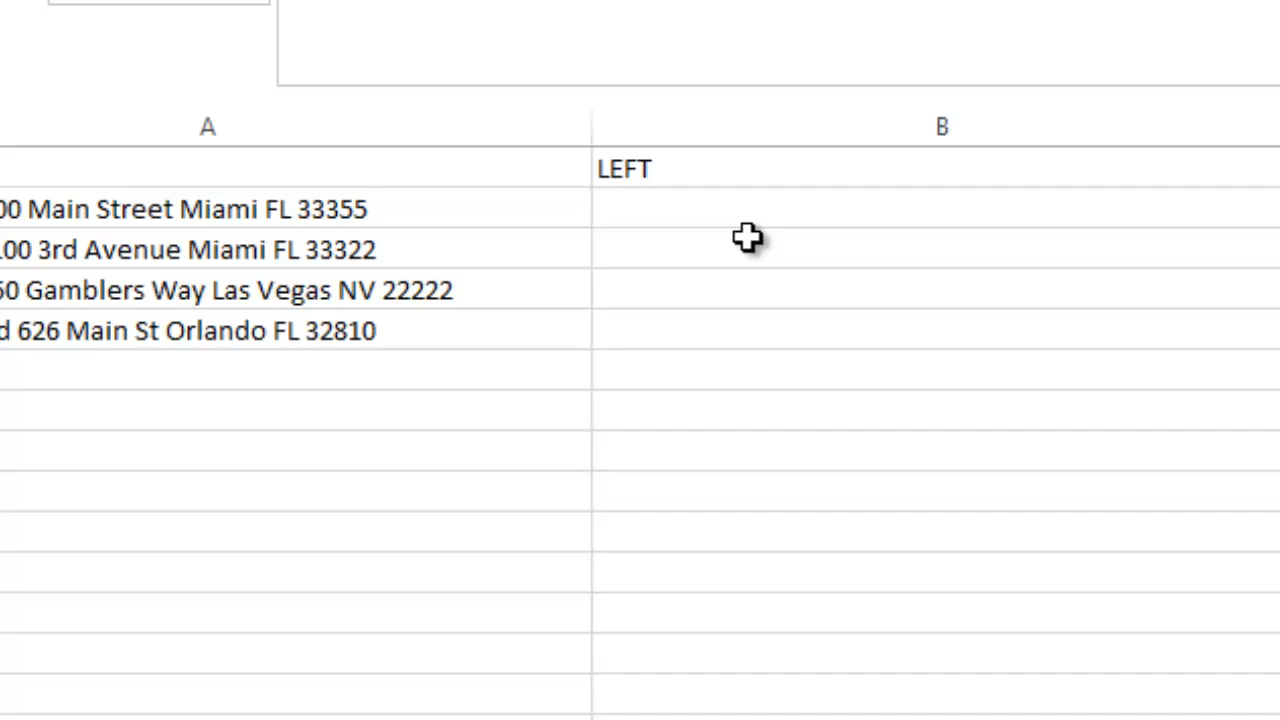 A B
LEFT
00 Main Street Miami FL 33355
100 3rd Avenue Miami FL 33322
Gamblers Way Las Vegas NV 22222
626 Main St Orlando FL 32810